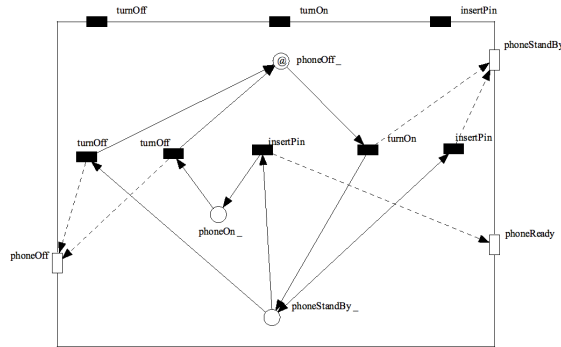 turnOff
turnOn
insertPin
phoneStandBy
@
phoneOff_
turnOff
turnOff
insertPin
turnOn
insertPin
phoneOn_
phoneReady
phoneOff
phoneStandBy_